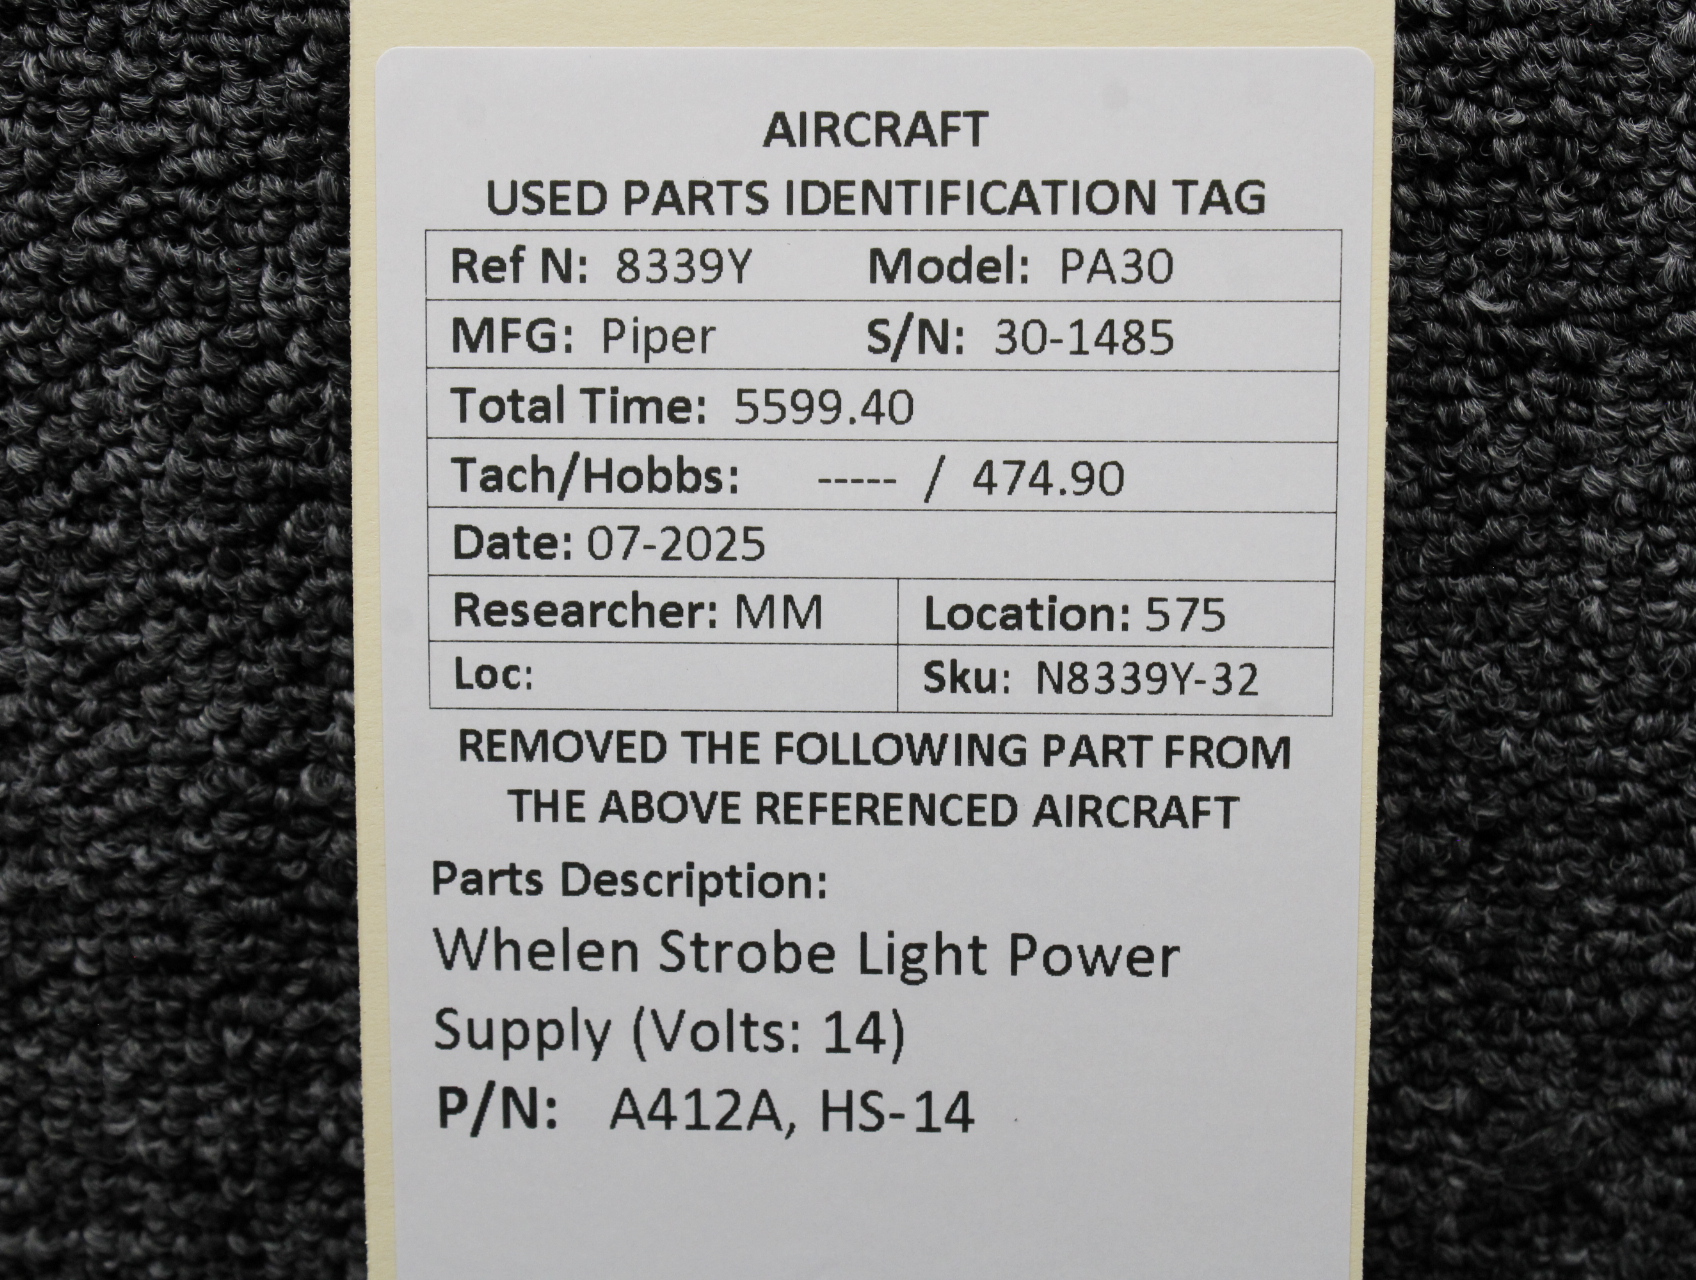 AIRCRAFT
USED PARTS IDENTIFICATION TAG
Ref N: 8339Y Model: PA30
MFG: Piper S/N: 30-1485
Total Time: 5599.40
Tach/Hobbs: ----- / 474.90
Date: 07-2025
Researcher: MM Location: 575
Loc: Sku: N8339Y-32
REMOVED THE FOLLOWING PART FROM
THE ABOVE REFERENCED AIRCRAFT
Parts Description:
Whelen Strobe Light Power
Supply (Volts: 14)
P/N: A412A, HS-14